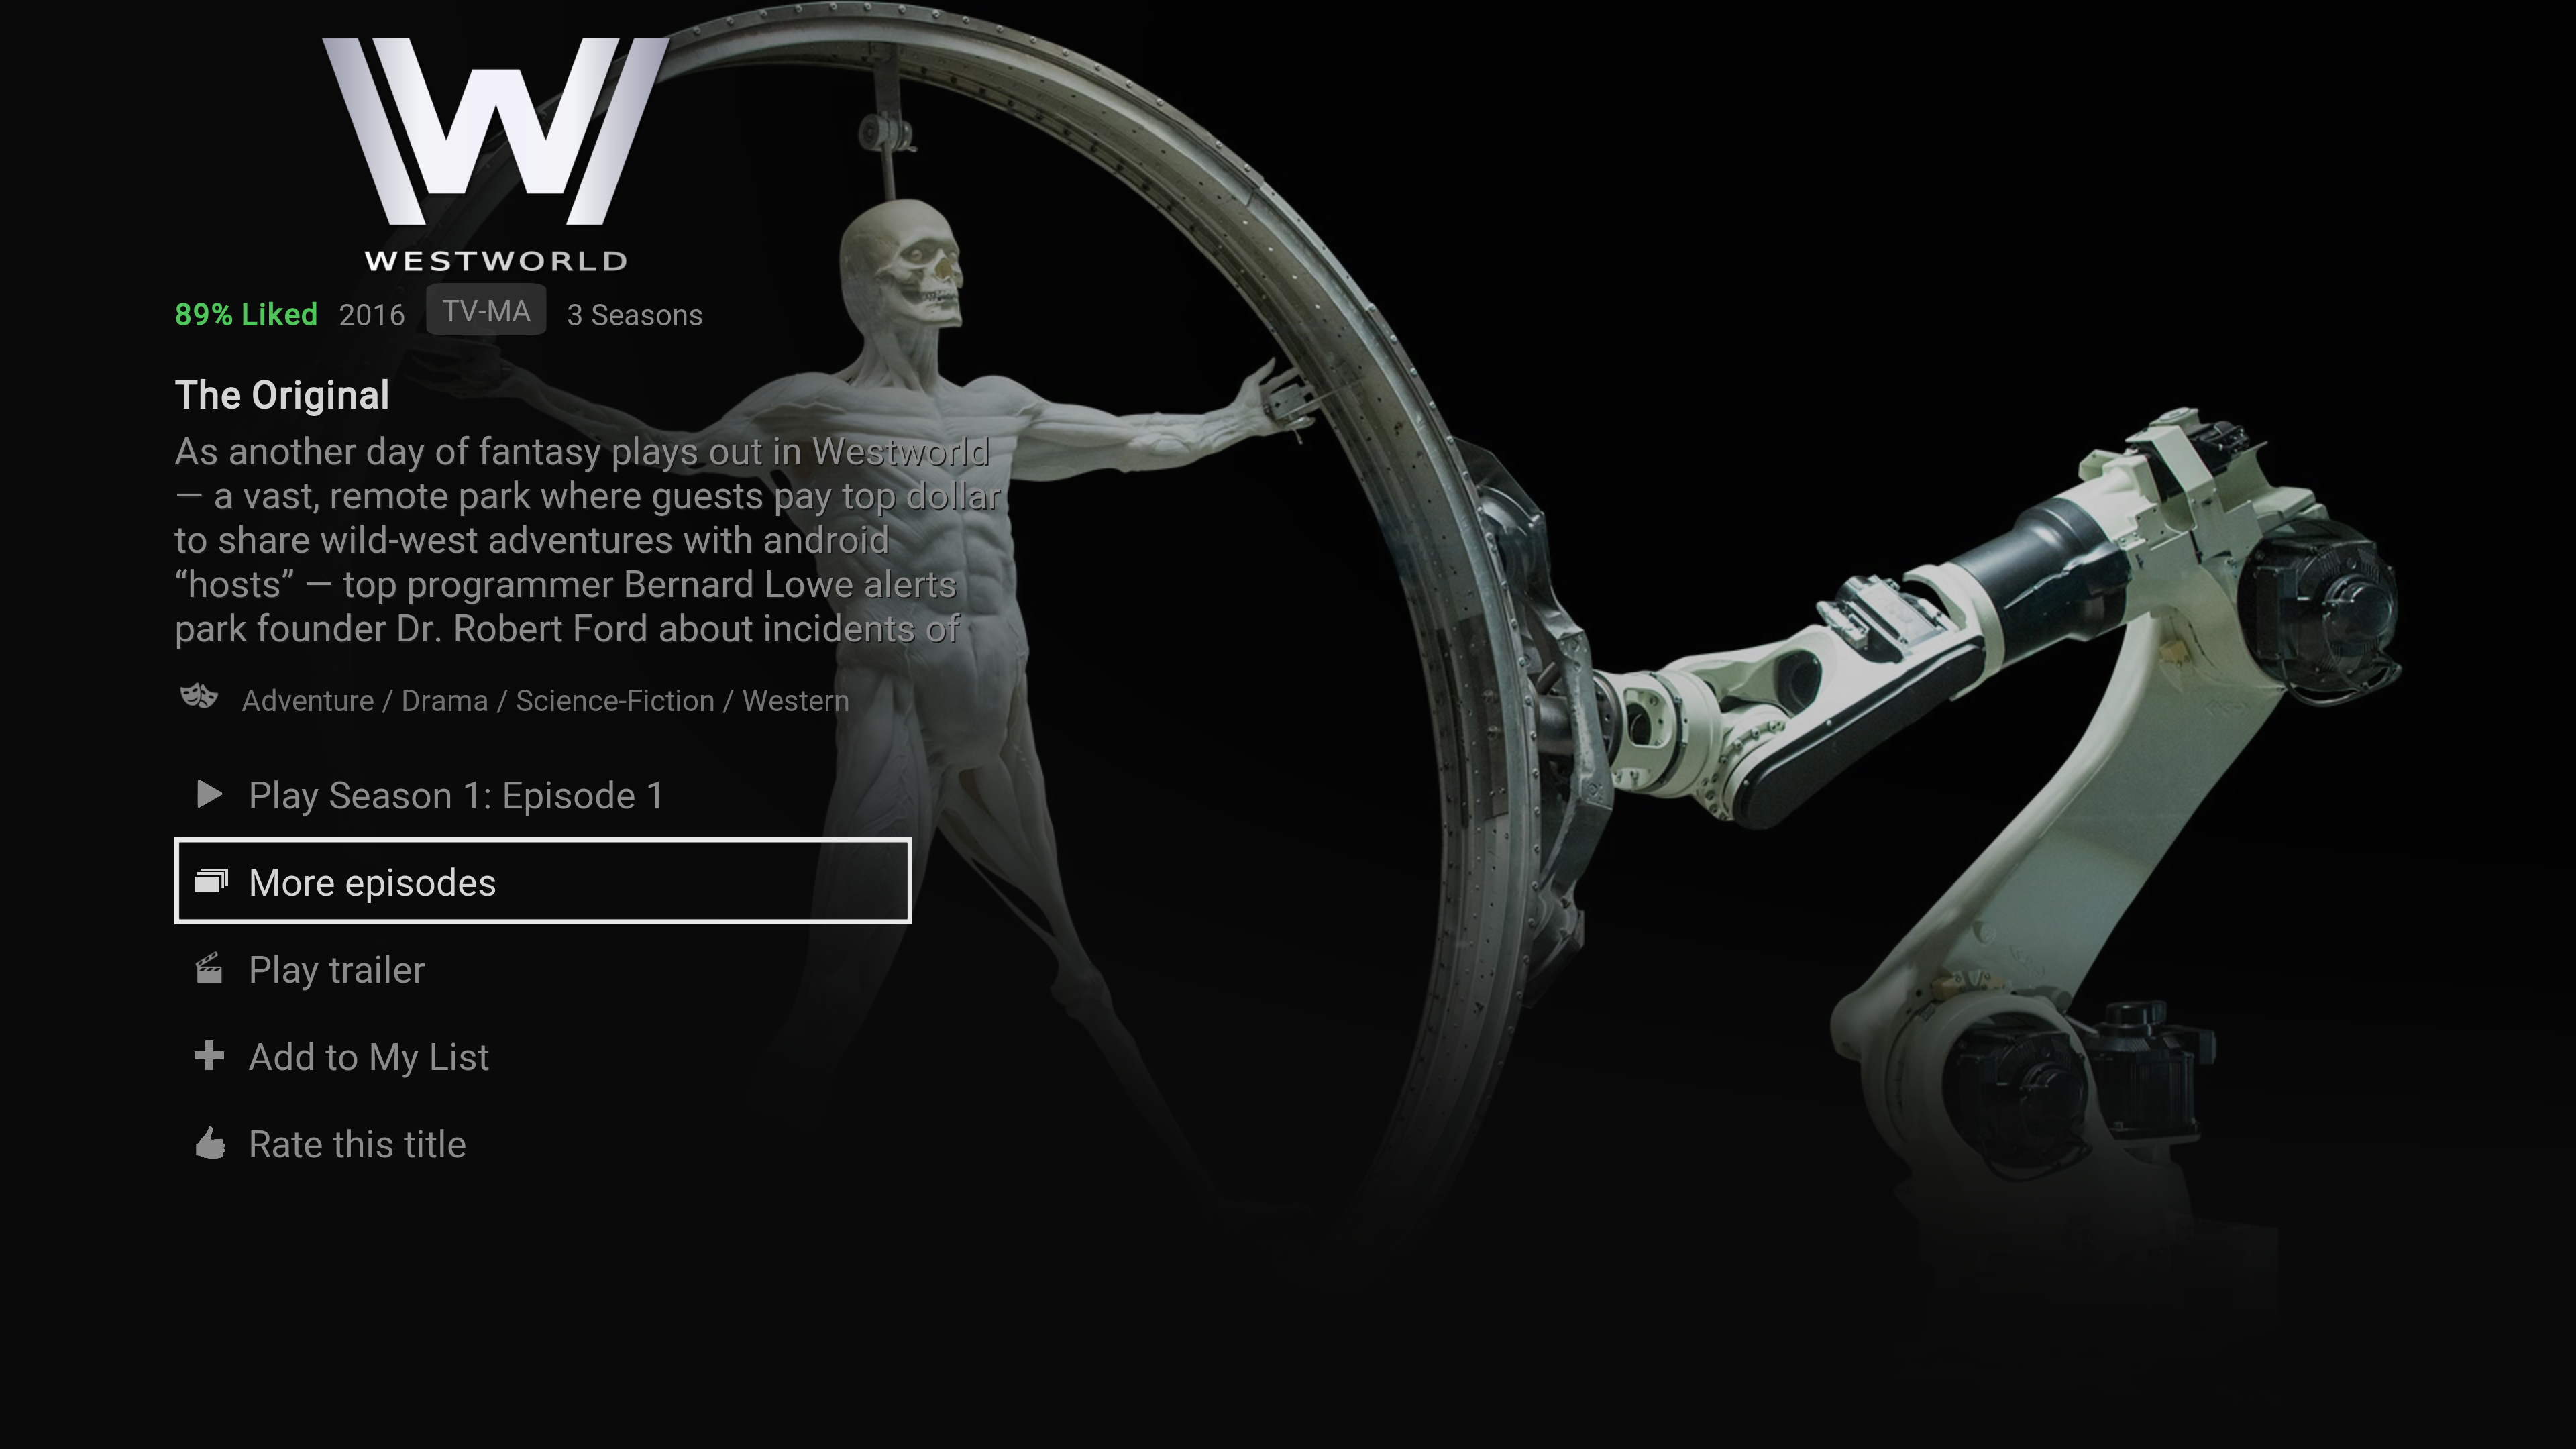 W
WESTWORLD
89% Liked 2016 TV-MA 3 Seasons
The Original
As another day of fantasy plays out in Westworld
— a vast, remote park where guests pay top dollar
to share wild-west adventures with android
“hosts” — top programmer Bernard Lowe alerts
park founder Dr. Robert Ford about incidents of
Adventure / Drama / Science-Fiction / Western
Play Season 1: Episode 1
More episodes
Play trailer
Add to My List
Rate this title